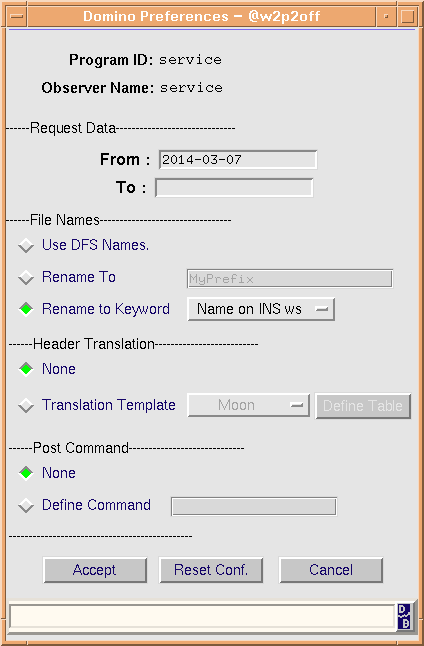 Domino Preferences - @w2p2off
Program ID: service
Observer Name: service
------Request Data------------------------------
From : 2014-03-07
To :
------File Names---------------------------------
Use DFS Names.
Rename To MyPrefix
Rename to Keyword Name on INS ws
------Header Translation--------------------------
None
Translation Template Moon Define Table
------Post Command-----------------------------
None
Define Command
----------------------------------------------
Accept Reset Conf. Cancel
D
B